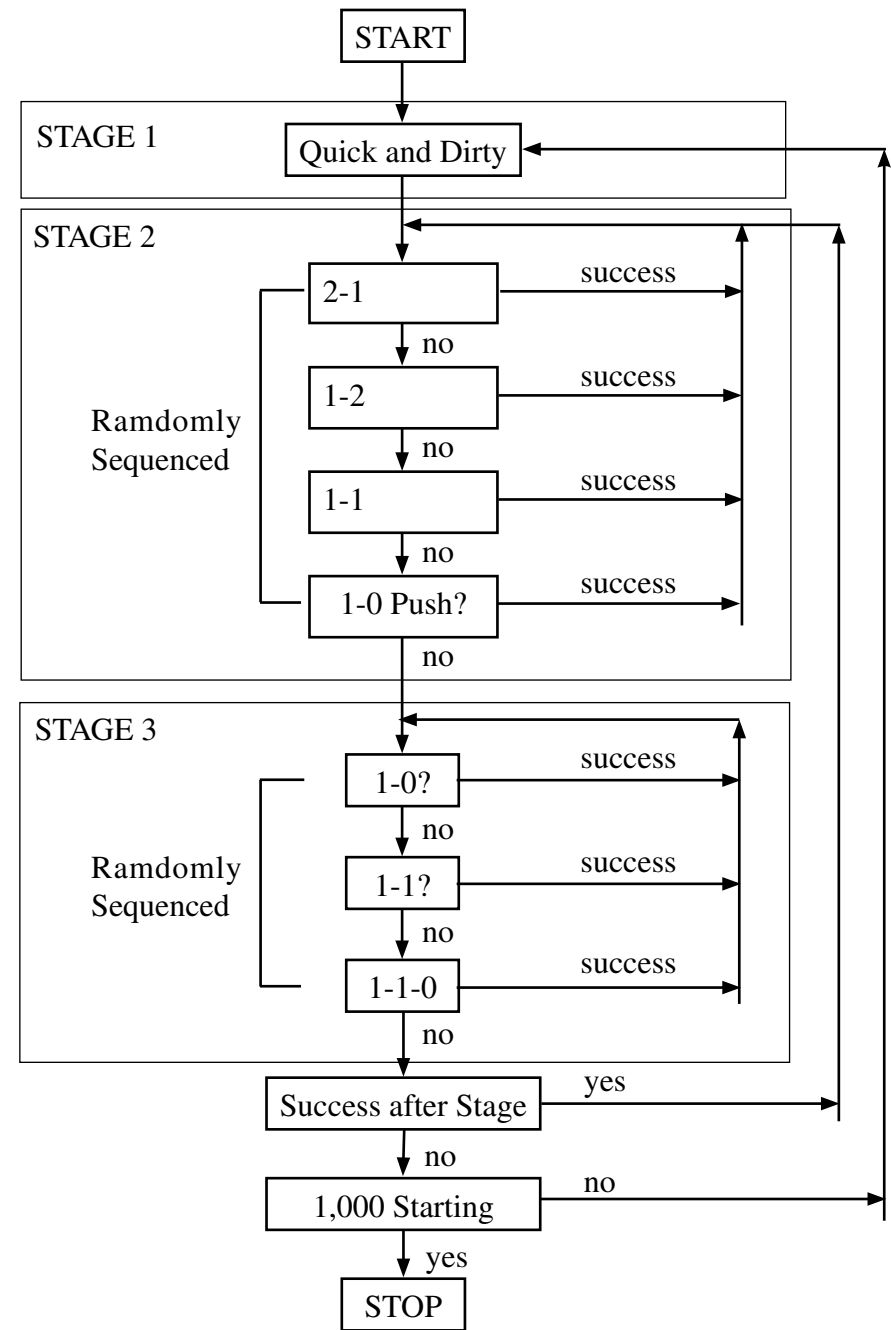 START
STAGE 1
Quick and Dirty
STAGE 2
2-1
success
no
1-2
success
Ramdomly
Sequenced
no
1-1
success
no
1-0 Push?
success
no
STAGE 3
1-0?
success
no
Ramdomly
Sequenced
1-1?
success
no
1-1-0
success
no
Success after Stage
yes
no
1,000 Starting
no
yes
STOP